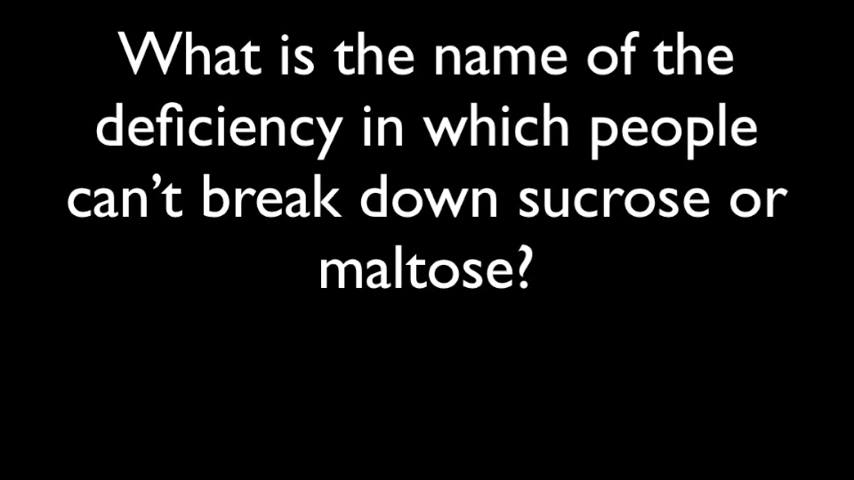 What is the name of the
deficiency in which people
can’t break down sucrose or
maltose?